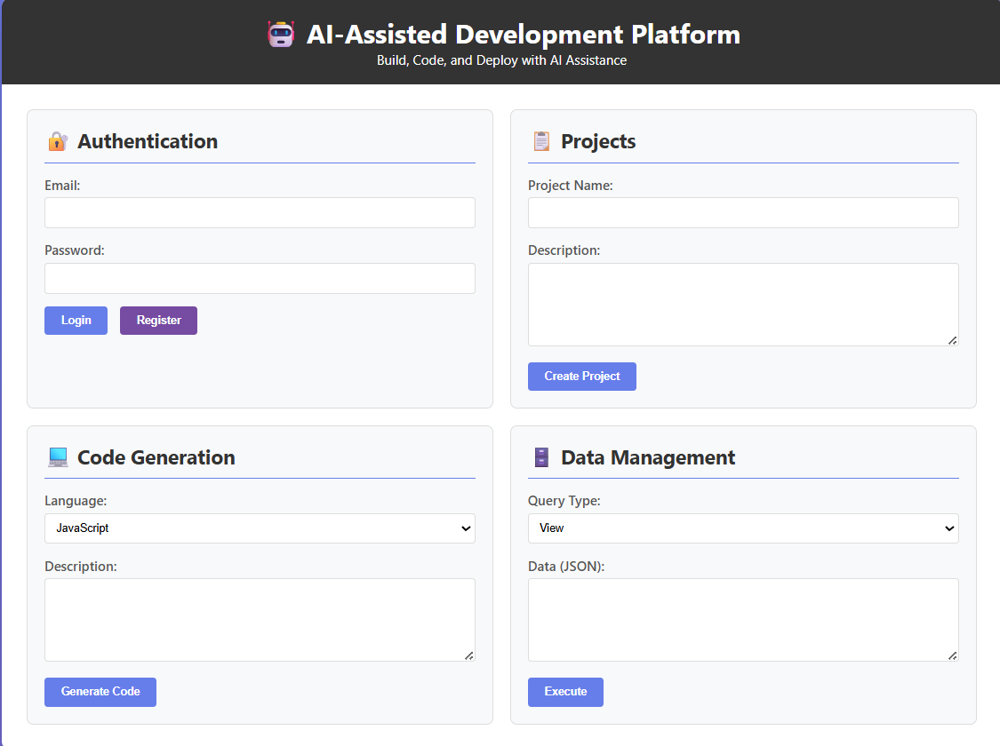 AI-Assisted Development Platform
Build, Code, and Deploy with AI Assistance
Authentication
Email:
Password:
Login Register
Projects
Project Name:
Description:
Create Project
Code Generation
Language:
JavaScript
Description:
Generate Code
Data Management
Query Type:
View
Data (JSON):
Execute